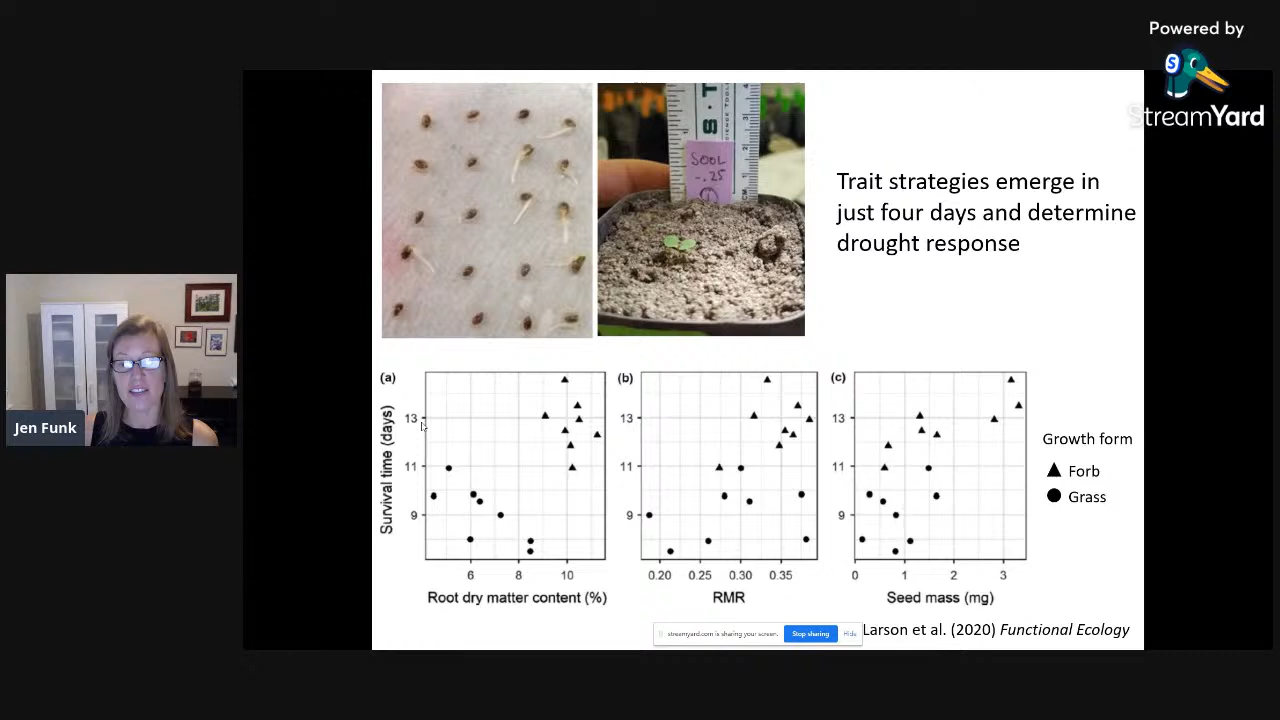 Powered by
StreamYard
S.T
SOOL
-.25
1
Trait strategies emerge in
just four days and determine
drought response
Jen Funk
(a)
Survival time (days)
13
11
9
6
8
10
Root dry matter content (%)
(b)
13
11
9
0.20
0.25
0.30
0.35
RMR
(c)
13
11
9
0
1
2
3
Seed mass (mg)
Growth form
Forb
Grass
streamyard.com is sharing your screen.
Stop sharing
Hide
Larson et al. (2020) Functional Ecology